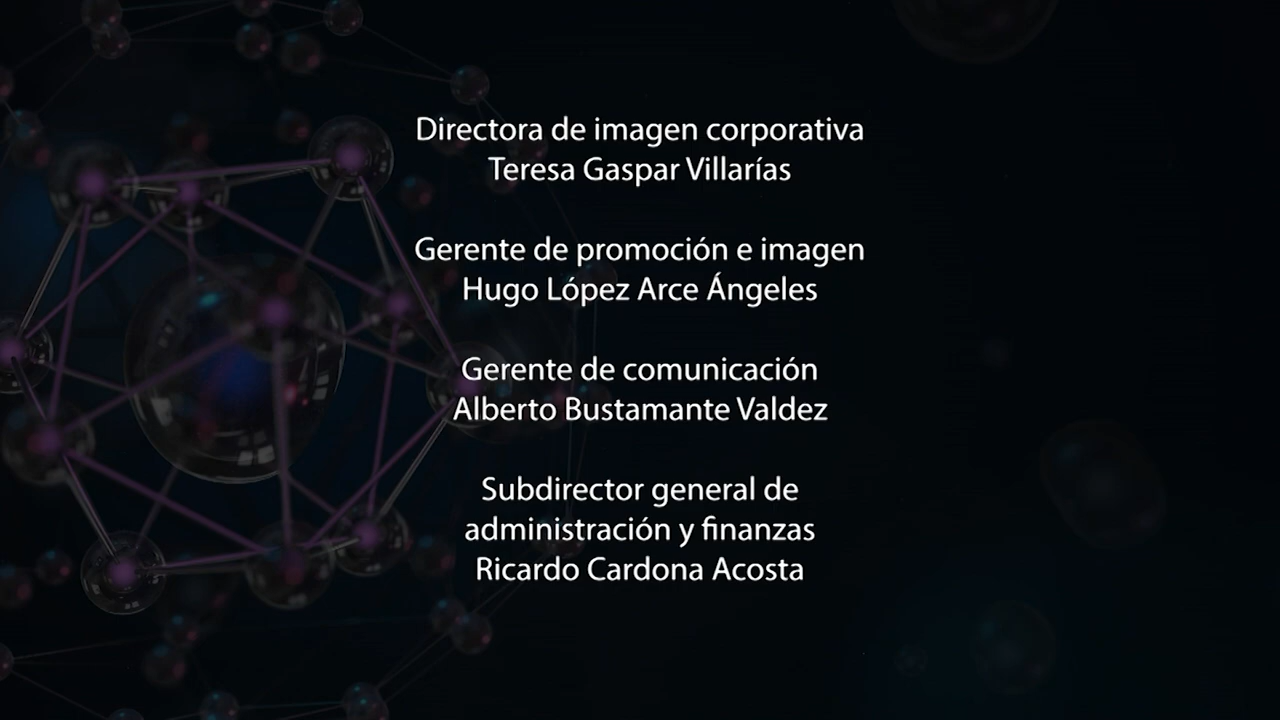 Directora de imagen corporativa
Teresa Gaspar Villarías
Gerente de promoción e imagen
Hugo López Arce Ángeles
Gerente de comunicación
Alberto Bustamante Valdez
Subdirector general de
administración y finanzas
Ricardo Cardona Acosta